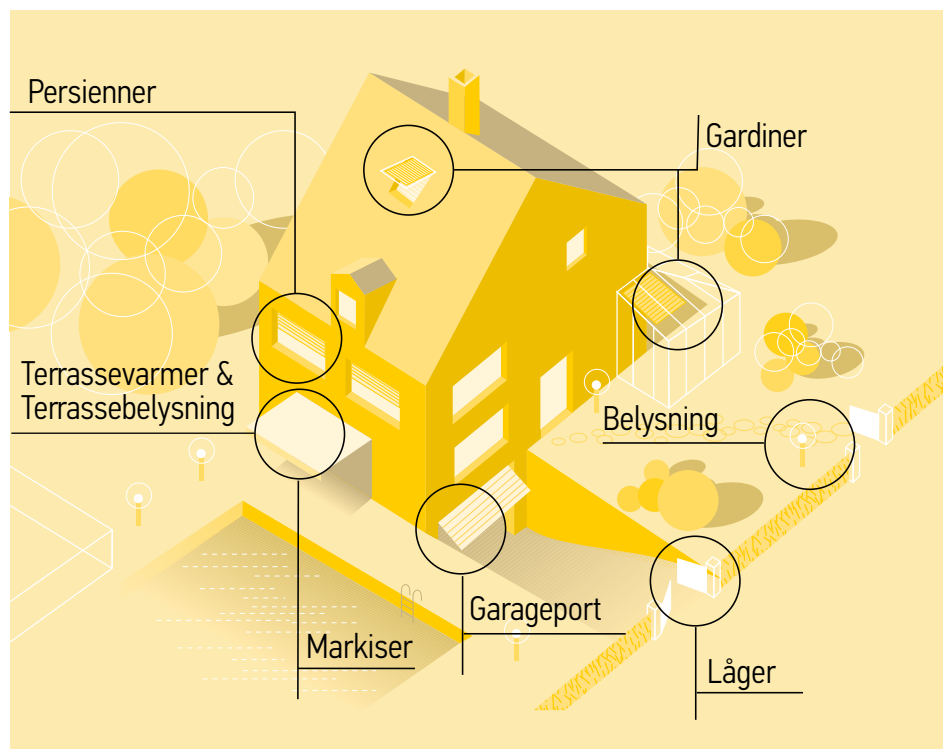 Persienner
Gardiner
Terrassevarmer &
Terrassebelysning
Belysning
Garageport
Markiser
Låger